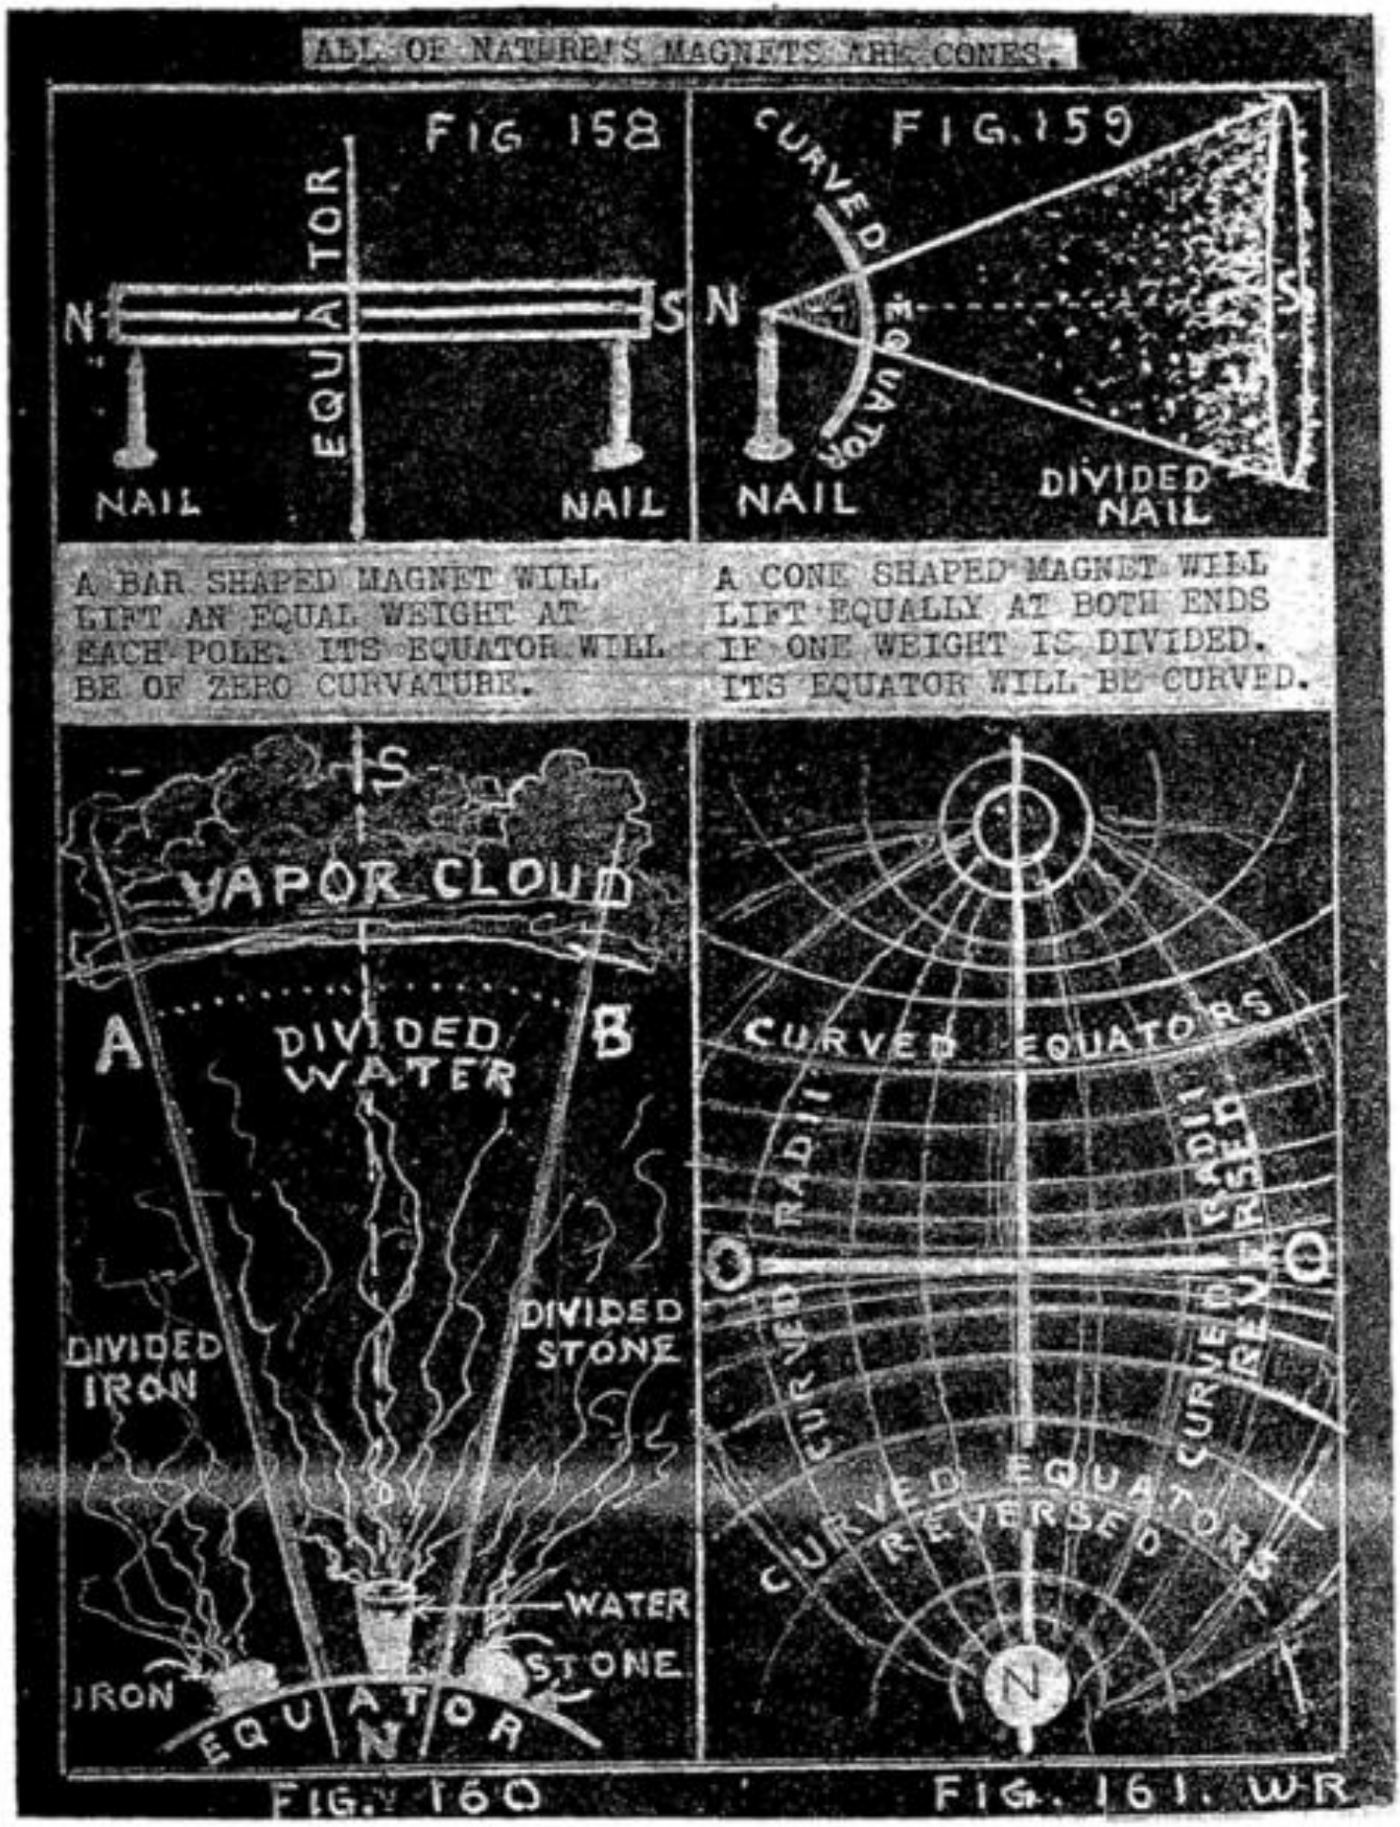 ALL OF NATURE'S MAGNETS ARE CONES.
FIG 158
EQUATOR
N
S
NAIL
NAIL
FIG. 159
CURVED EQUATOR
N
S
NAIL
DIVIDED
NAIL
A BAR SHAPED MAGNET WILL
LIFT AN EQUAL WEIGHT AT
EACH POLE. ITS EQUATOR WILL
BE OF ZERO CURVATURE.
A CONE SHAPED MAGNET WILL
LIFT EQUALLY AT BOTH ENDS
IF ONE WEIGHT IS DIVIDED.
ITS EQUATOR WILL BE CURVED.
S
VAPOR CLOUD
A
B
DIVIDED
WATER
DIVIDED
IRON
DIVIDED
STONE
WATER
STONE
IRON
EQUATOR
N
FIG. 160
CURVED EQUATORS
CURVED RADII
CURVED RADII
REVERSED
O
O
CURVED EQUATORS
REVERSED
N
FIG. 161. W-R